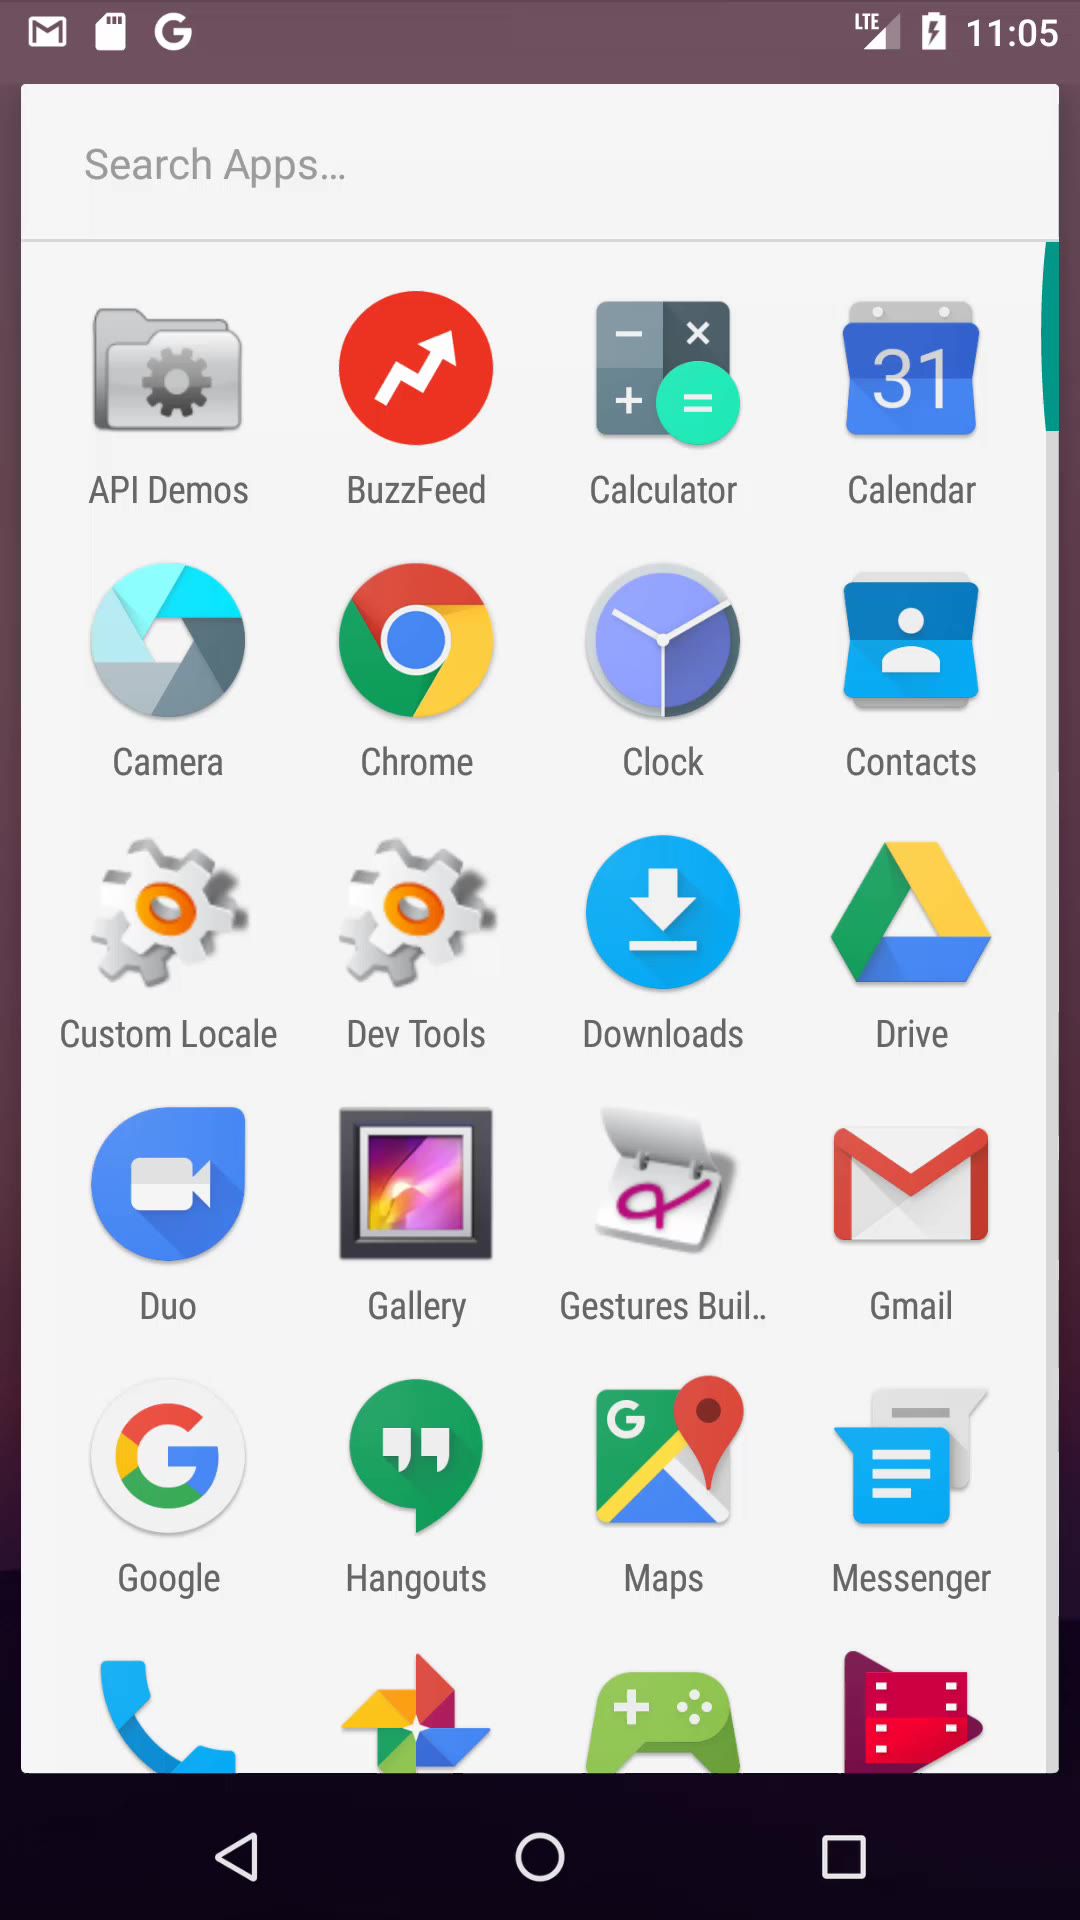 LTE 11:05
Search Apps...
31
API Demos BuzzFeed Calculator Calendar
Camera Chrome Clock Contacts
Custom Locale Dev Tools Downloads Drive
Duo Gallery Gestures Buil.. Gmail
G
Google Hangouts Maps Messenger